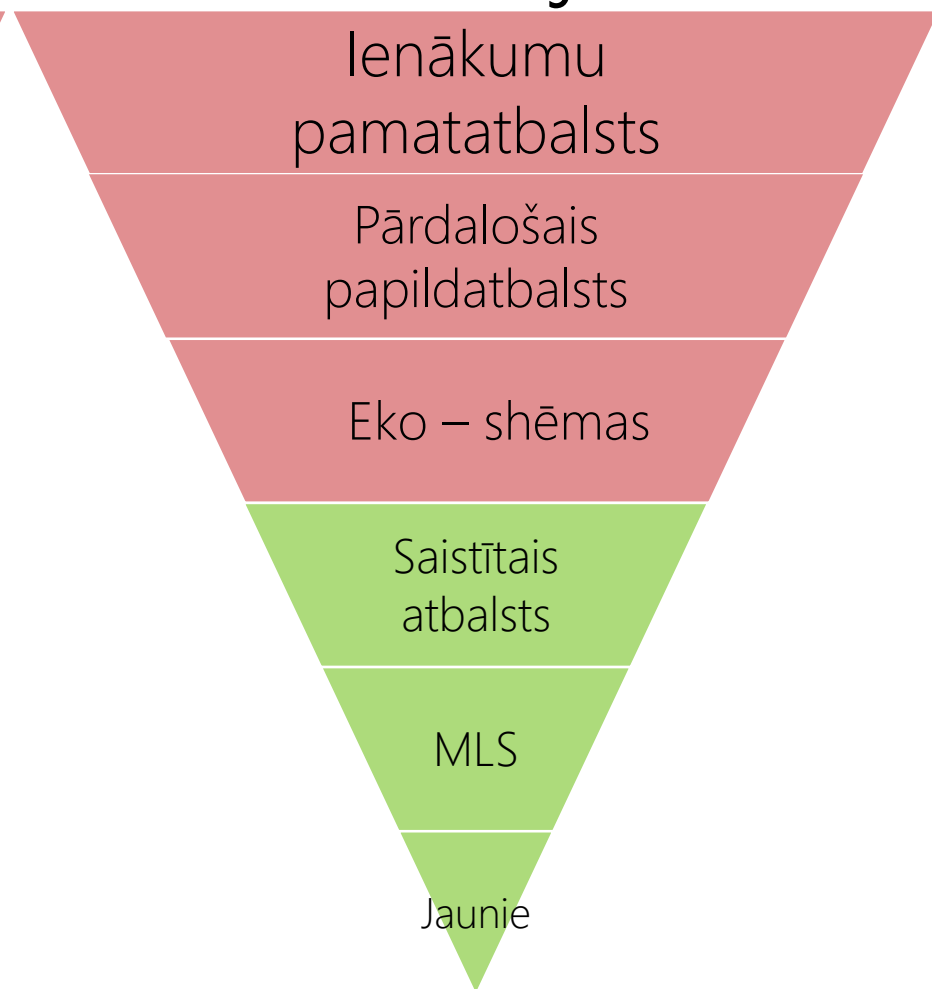 Ienākumu
pamatatbalsts
Pārdalošais
papildatbalsts
Eko – shēmas
Saistītais
atbalsts
MLS
Jaunie